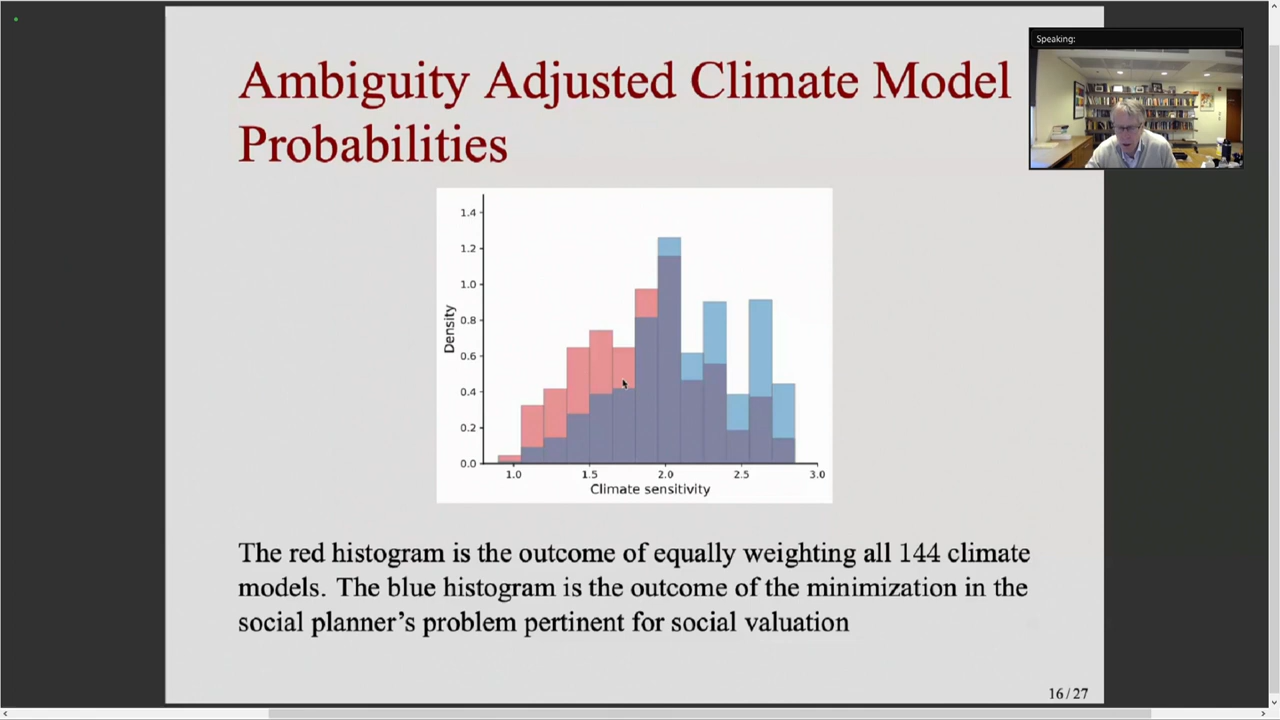 Ambiguity Adjusted Climate Model
Probabilities
Speaking:
1.4
1.2
1.0
0.8
0.6
0.4
0.2
0.0
Density
1.0 1.5 2.0 2.5 3.0
Climate sensitivity
The red histogram is the outcome of equally weighting all 144 climate
models. The blue histogram is the outcome of the minimization in the
social planner's problem pertinent for social valuation
16/27